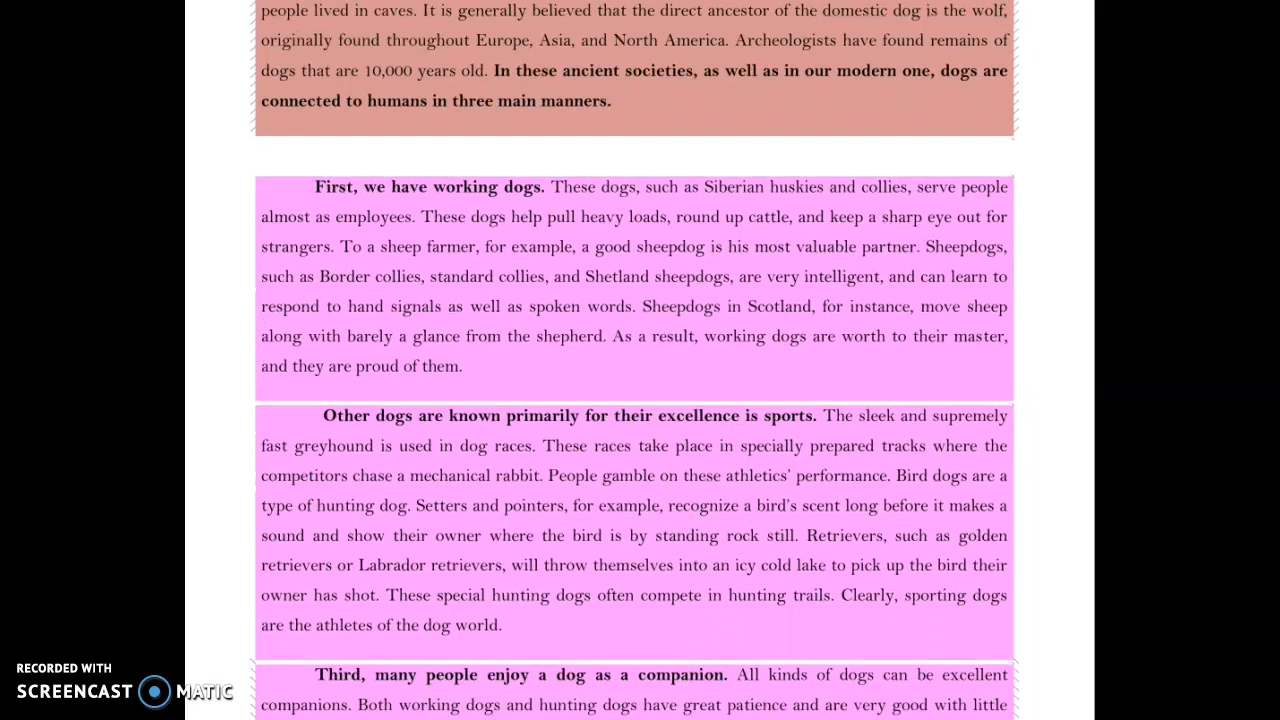 people lived in caves. It is generally believed that the direct ancestor of the domestic dog is the wolf,
originally found throughout Europe, Asia, and North America. Archeologists have found remains of
dogs that are 10,000 years old. In these ancient societies, as well as in our modern one, dogs are
connected to humans in three main manners.
First, we have working dogs. These dogs, such as Siberian huskies and collies, serve people
almost as employees. These dogs help pull heavy loads, round up cattle, and keep a sharp eye out for
strangers. To a sheep farmer, for example, a good sheepdog is his most valuable partner. Sheepdogs,
such as Border collies, standard collies, and Shetland sheepdogs, are very intelligent, and can learn to
respond to hand signals as well as spoken words. Sheepdogs in Scotland, for instance, move sheep
along with barely a glance from the shepherd. As a result, working dogs are worth to their master,
and they are proud of them.
Other dogs are known primarily for their excellence is sports. The sleek and supremely
fast greyhound is used in dog races. These races take place in specially prepared tracks where the
competitors chase a mechanical rabbit. People gamble on these athletics' performance. Bird dogs are a
type of hunting dog. Setters and pointers, for example, recognize a bird's scent long before it makes a
sound and show their owner where the bird is by standing rock still. Retrievers, such as golden
retrievers or Labrador retrievers, will throw themselves into an icy cold lake to pick up the bird their
owner has shot. These special hunting dogs often compete in hunting trails. Clearly, sporting dogs
are the athletes of the dog world.
Third, many people enjoy a dog as a companion. All kinds of dogs can be excellent
companions. Both working dogs and hunting dogs have great patience and are very good with little
RECORDED WITH
SCREENCAST MATIC